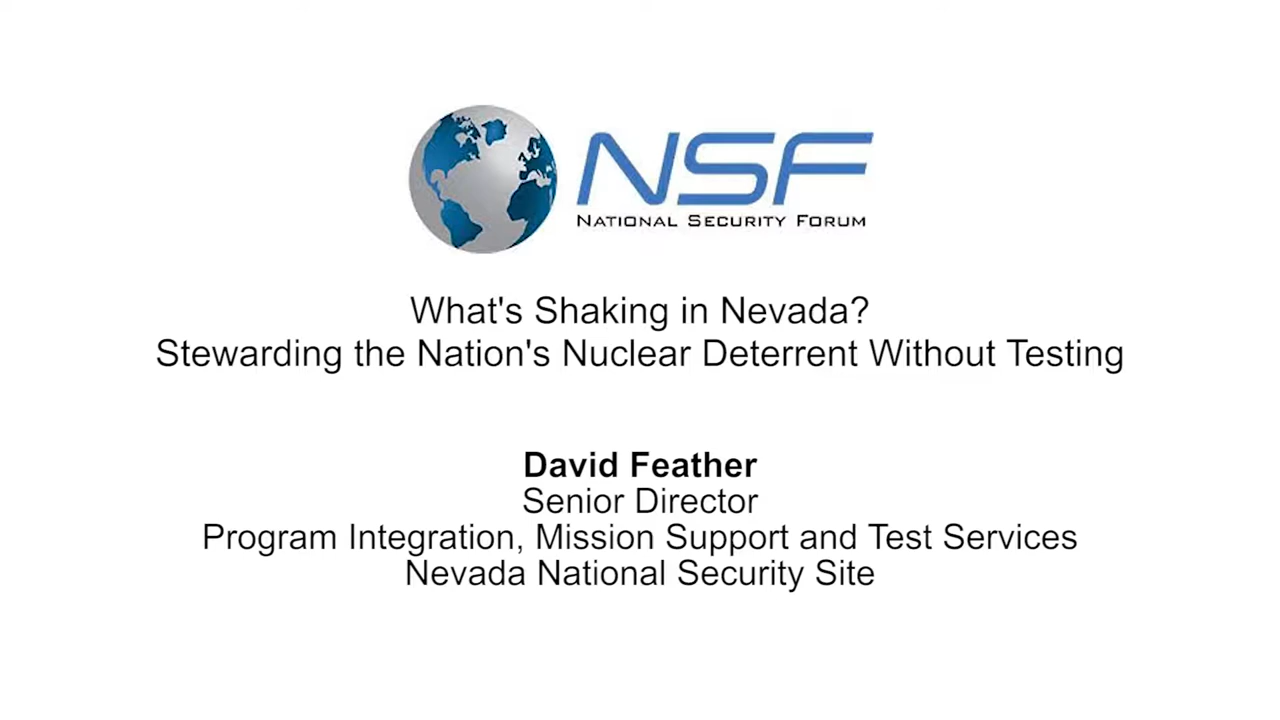 NSF
NATIONAL SECURITY FORUM
What's Shaking in Nevada?
Stewarding the Nation's Nuclear Deterrent Without Testing
David Feather
Senior Director
Program Integration, Mission Support and Test Services
Nevada National Security Site